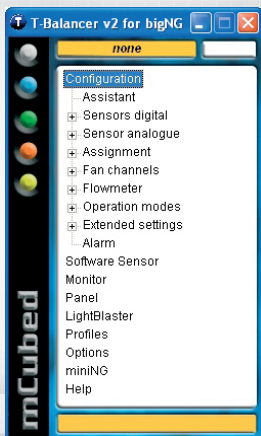 T-Balancer v2 for bigNG
none
Configuration
Assistant
Sensors digital
Sensor analogue
Assignment
Fan channels
Flowmeter
Operation modes
Extended settings
Alarm
Software Sensor
Monitor
Panel
LightBlaster
Profiles
Options
miniNG
Help
mCubed